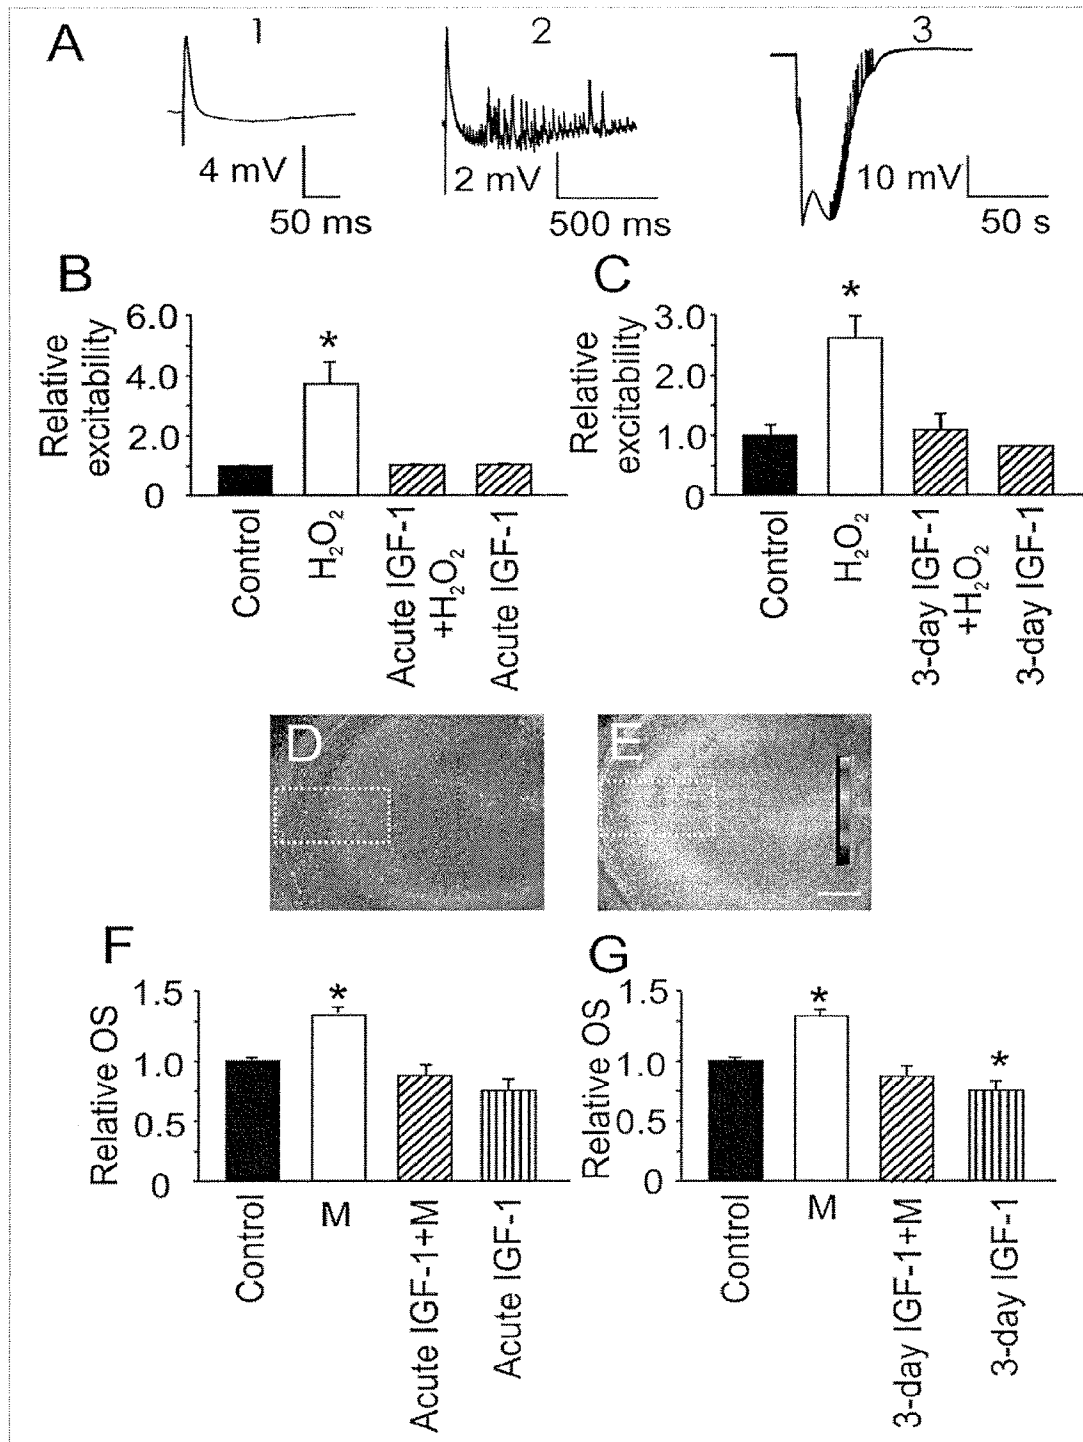 A
1
2
3
4 mV
50 ms
2 mV
500 ms
10 mV
50 s
B
Relative
excitability
6.0
4.0
2.0
0
*
Control
H₂O₂
Acute IGF-1
+H₂O₂
Acute IGF-1
C
Relative
excitability
3.0
2.0
1.0
0
*
Control
H₂O₂
3-day IGF-1
+H₂O₂
3-day IGF-1
D
E
F
Relative OS
1.5
1.0
0.5
0
*
Control
M
Acute IGF-1+M
Acute IGF-1
G
Relative OS
1.5
1.0
0.5
0
*
*
Control
M
3-day IGF-1+M
3-day IGF-1